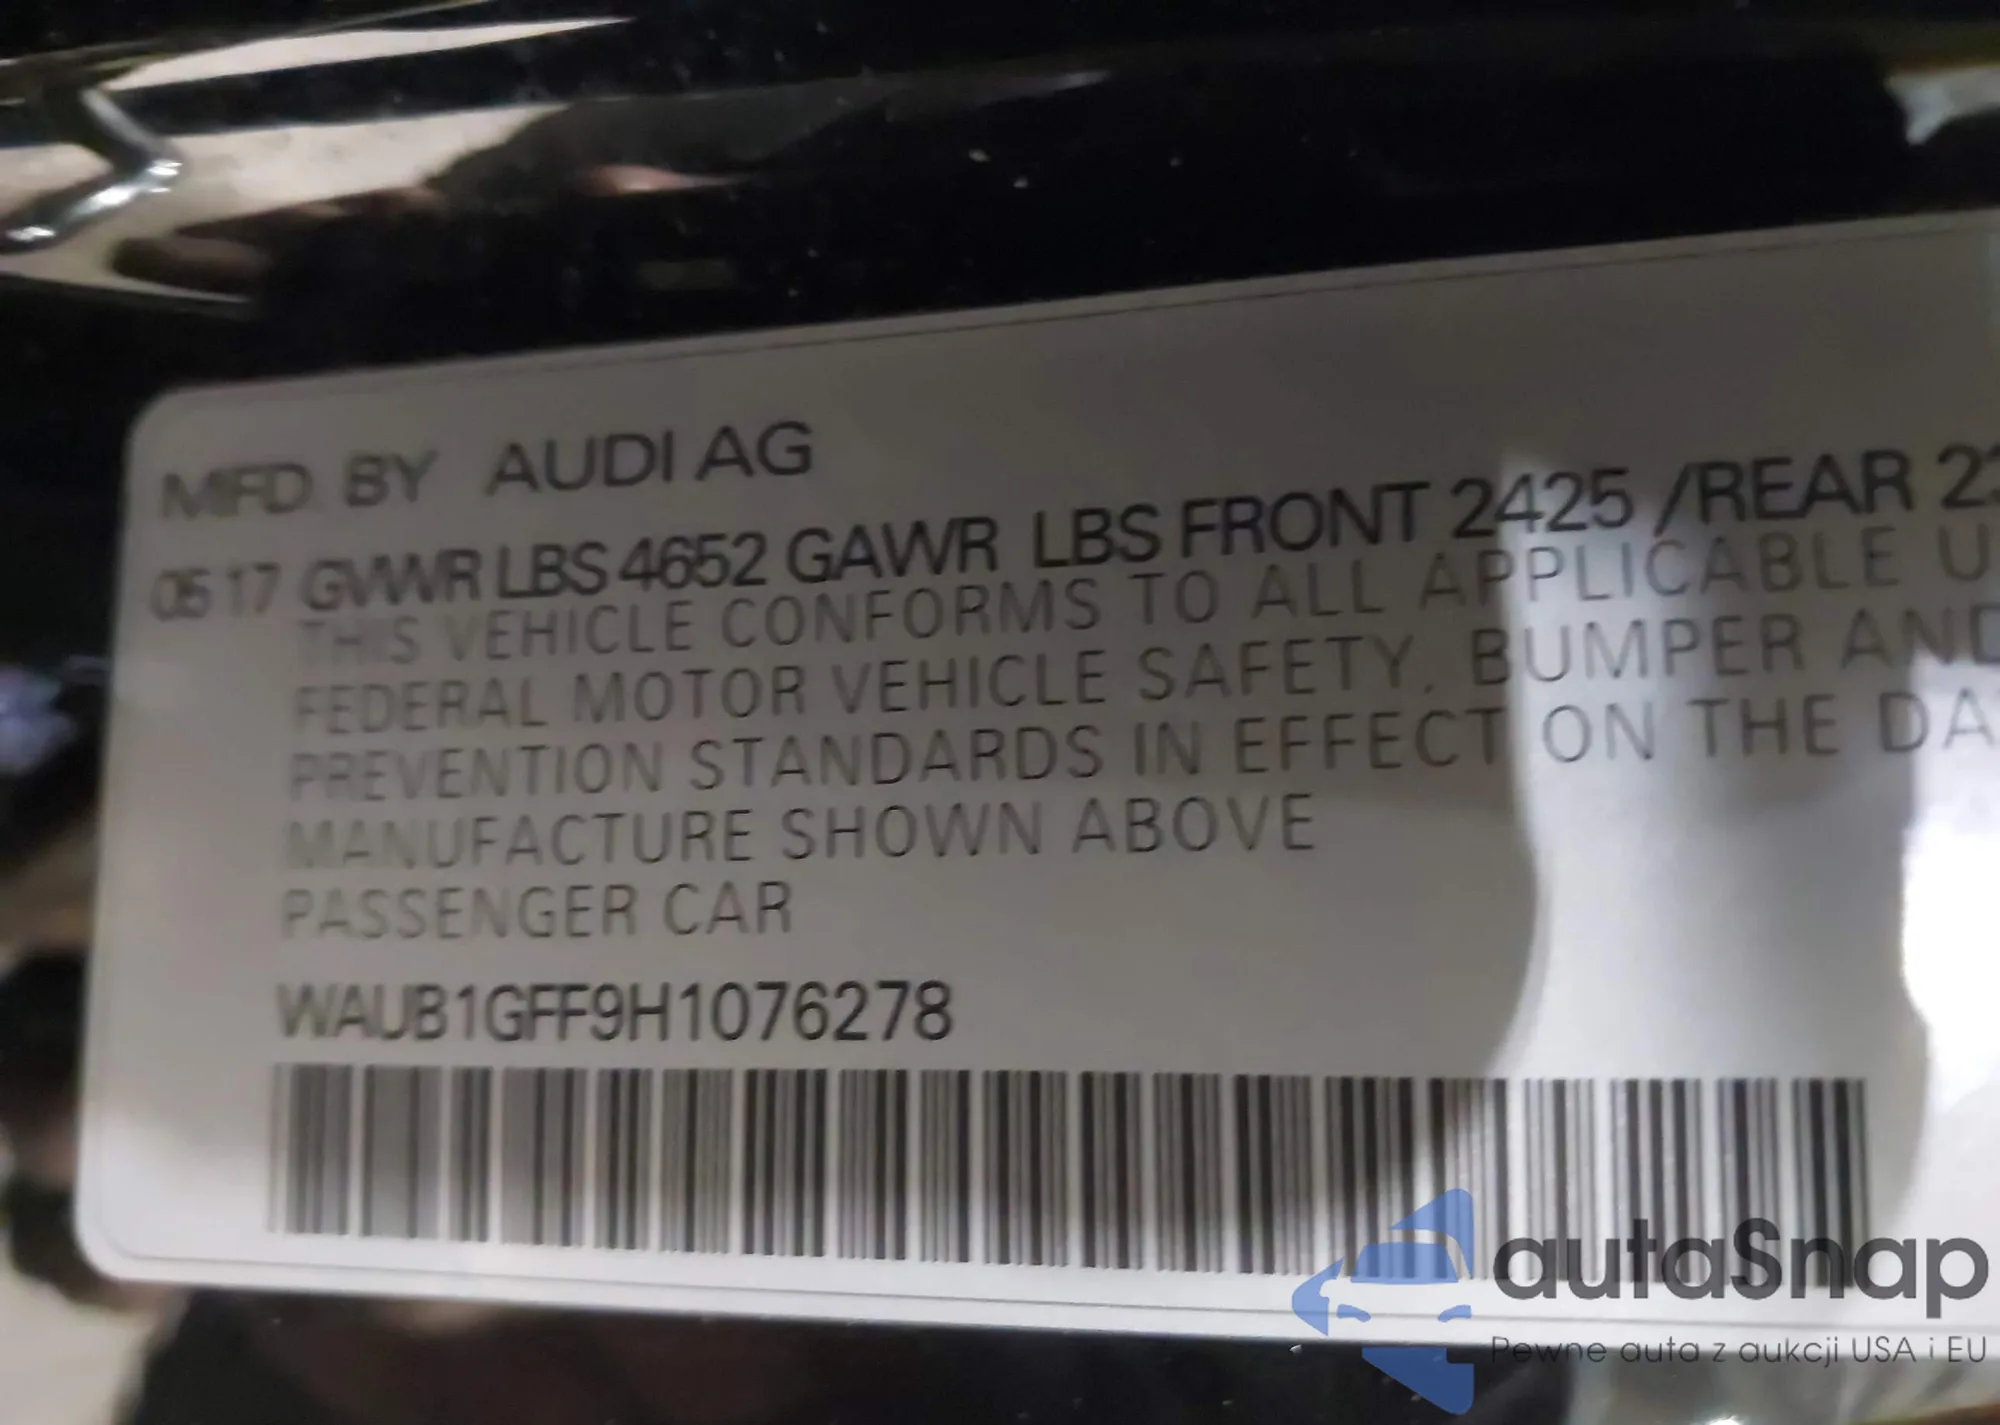 MFD. BY AUDI AG
05 17 GVWR LBS 4652 GAWR LBS FRONT 2425 /REAR
THIS VEHICLE CONFORMS TO ALL APPLICABLE
FEDERAL MOTOR VEHICLE SAFETY, BUMPER AND
PREVENTION STANDARDS IN EFFECT ON THE
MANUFACTURE SHOWN ABOVE
PASSENGER CAR
WAUB1GFF9H1076278
autaSnap
Pewne auta z aukcji USA i EU